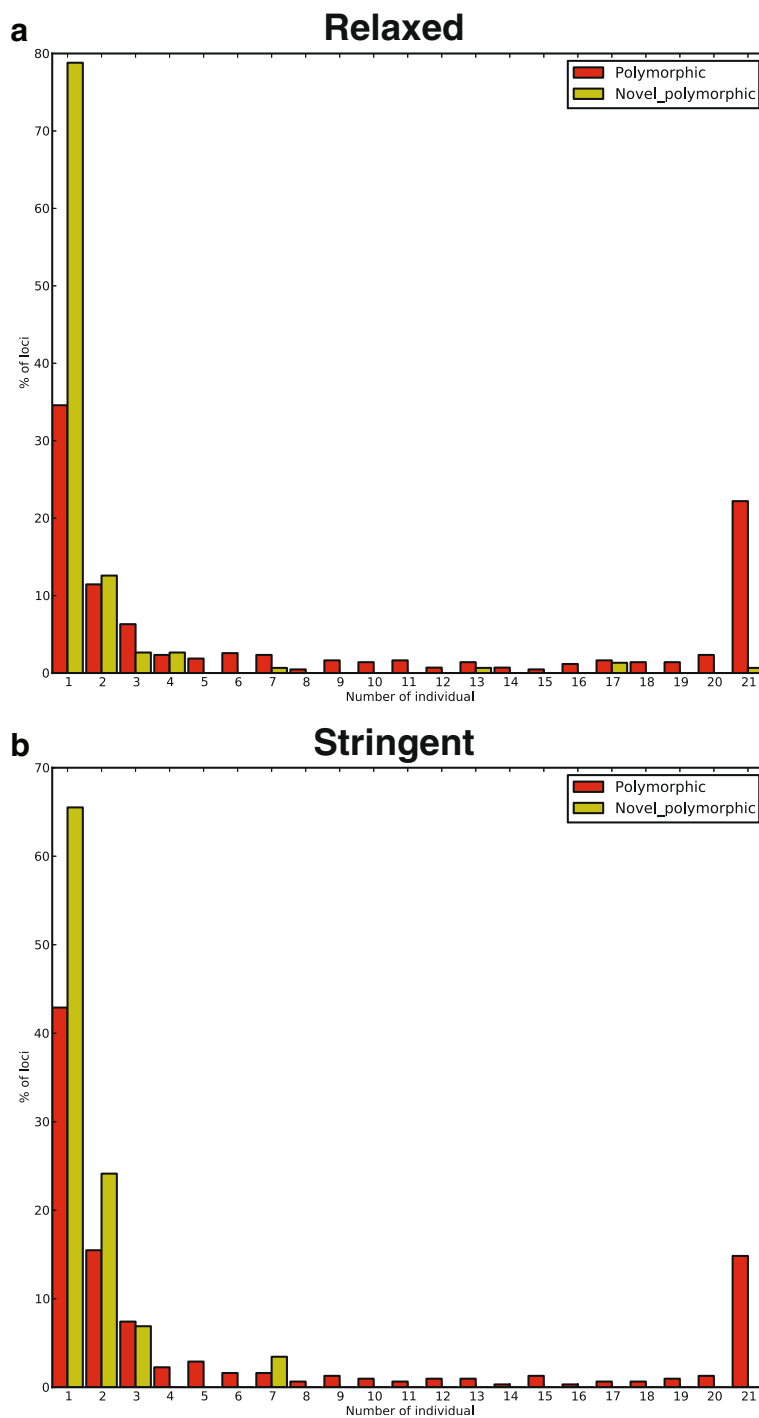 a
Relaxed
80
70
60
50
40
30
20
10
0
% of loci
Polymorphic
Novel_polymorphic
1 2 3 4 5 6 7 8 9 10 11 12 13 14 15 16 17 18 19 20 21
Number of individual
b
Stringent
70
60
50
40
30
20
10
0
% of loci
Polymorphic
Novel_polymorphic
1 2 3 4 5 6 7 8 9 10 11 12 13 14 15 16 17 18 19 20 21
Number of individual